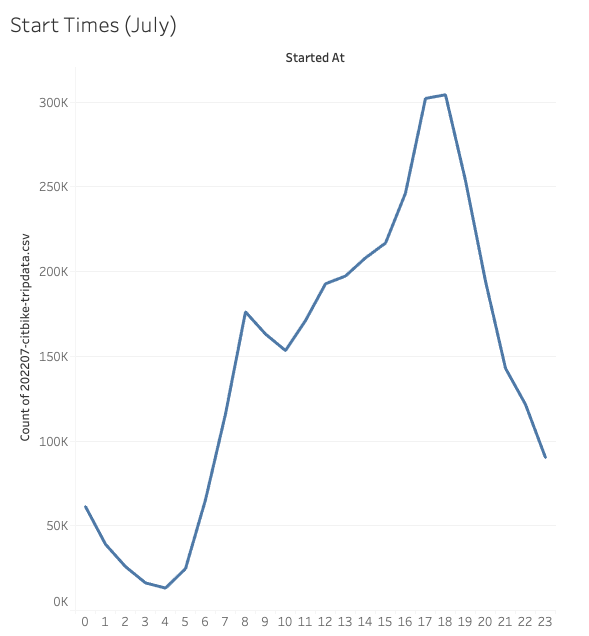 Start Times (July)
Started At
300K
250K
200K
150K
100K
50K
0K
Count of 202207-citbike-tripdata.csv
0 1 2 3 4 5 6 7 8 9 10 11 12 13 14 15 16 17 18 19 20 21 22 23